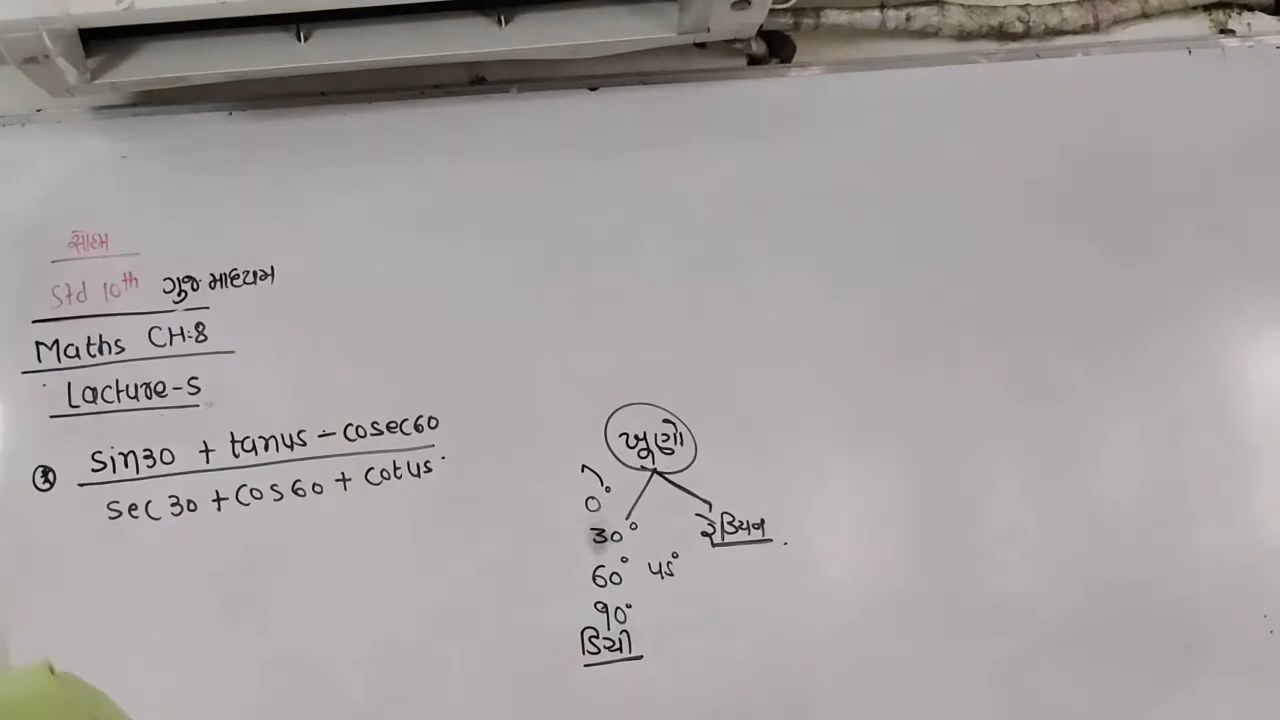 સોહમ
Std 10th ગુજ. માધ્યમ
Maths CH:8
Lacture-5
sin30 + tan45 - cosec60
sec 30 + cos 60 + cot45
ખૂણો
0°
30°
રેડિયન
60° 45°
90°
ડિગ્રી